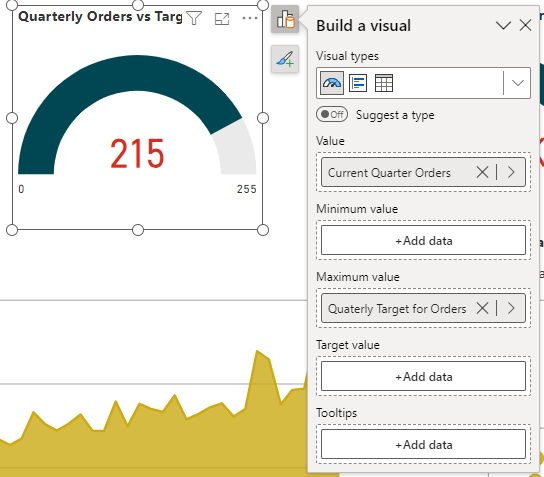 Quarterly Orders vs Targ
215
0
255
Build a visual
Visual types
Off
Suggest a type
Value
Current Quarter Orders
Minimum value
+Add data
Maximum value
Quaterly Target for Orders
Target value
+Add data
Tooltips
+Add data